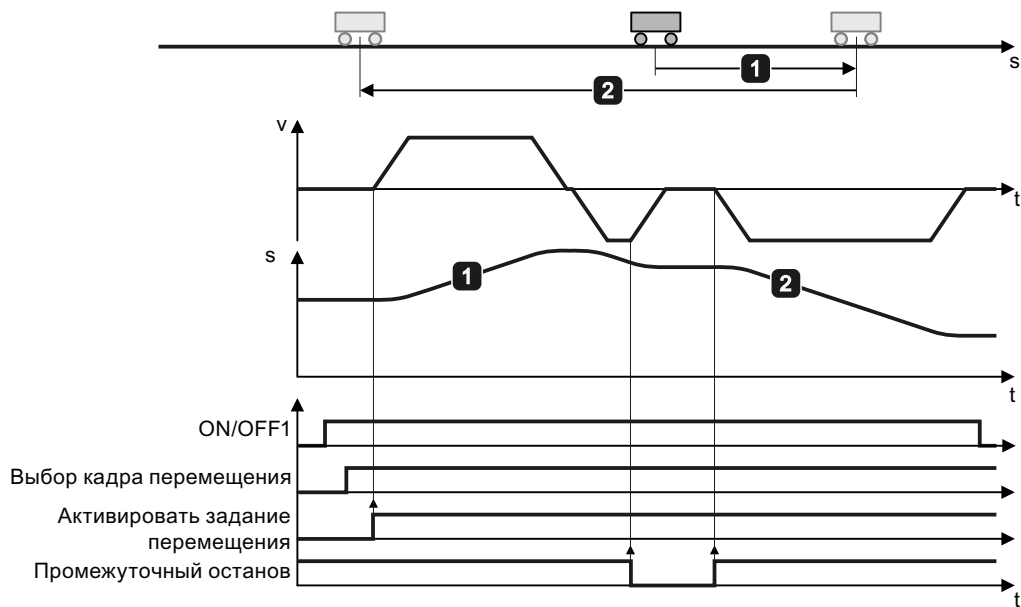 s
1
2
v
t
s
1
2
t
ON/OFF1
Выбор кадра перемещения
Активировать задание
перемещения
Промежуточный останов
t